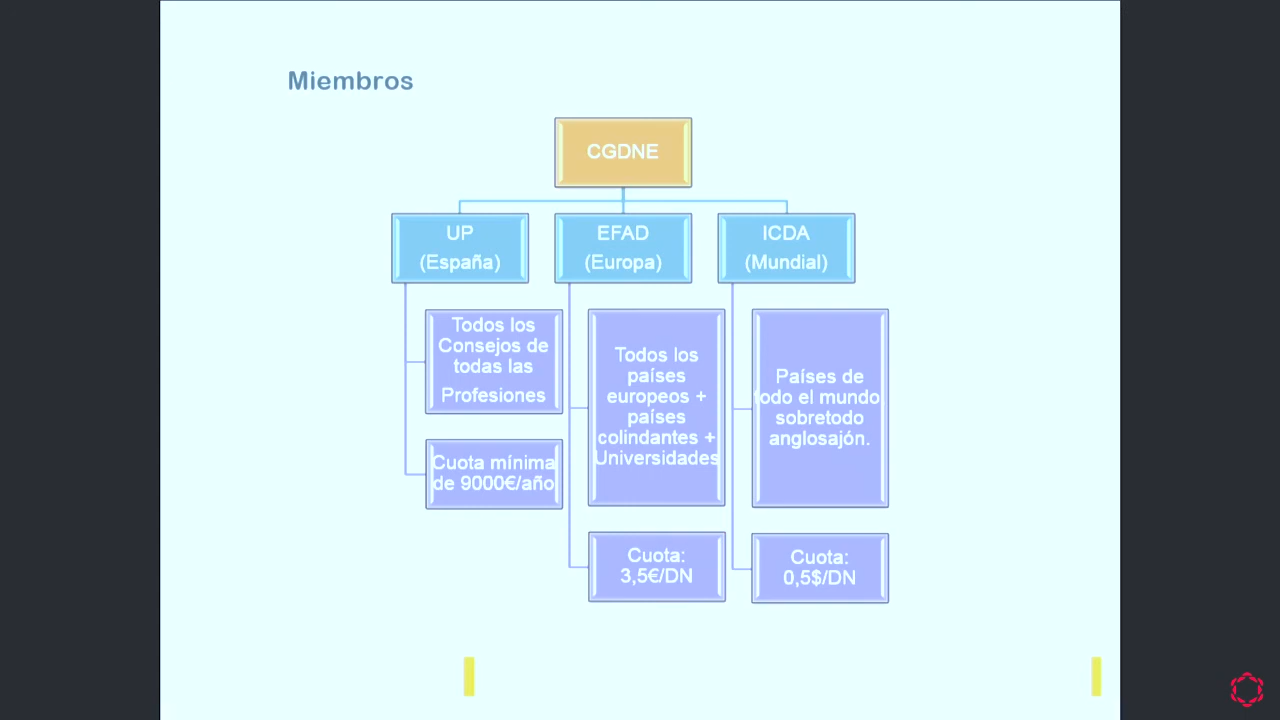 Miembros
CGDNE
UP
(España)
EFAD
(Europa)
ICDA
(Mundial)
Todos los
Consejos de
todas las
Profesiones
Cuota mínima
de 9000€/año
Todos los
países
europeos +
países
colindantes +
Universidades
Cuota:
3,5€/DN
Países de
todo el mundo
sobretodo
anglosajón.
Cuota:
0,5$/DN